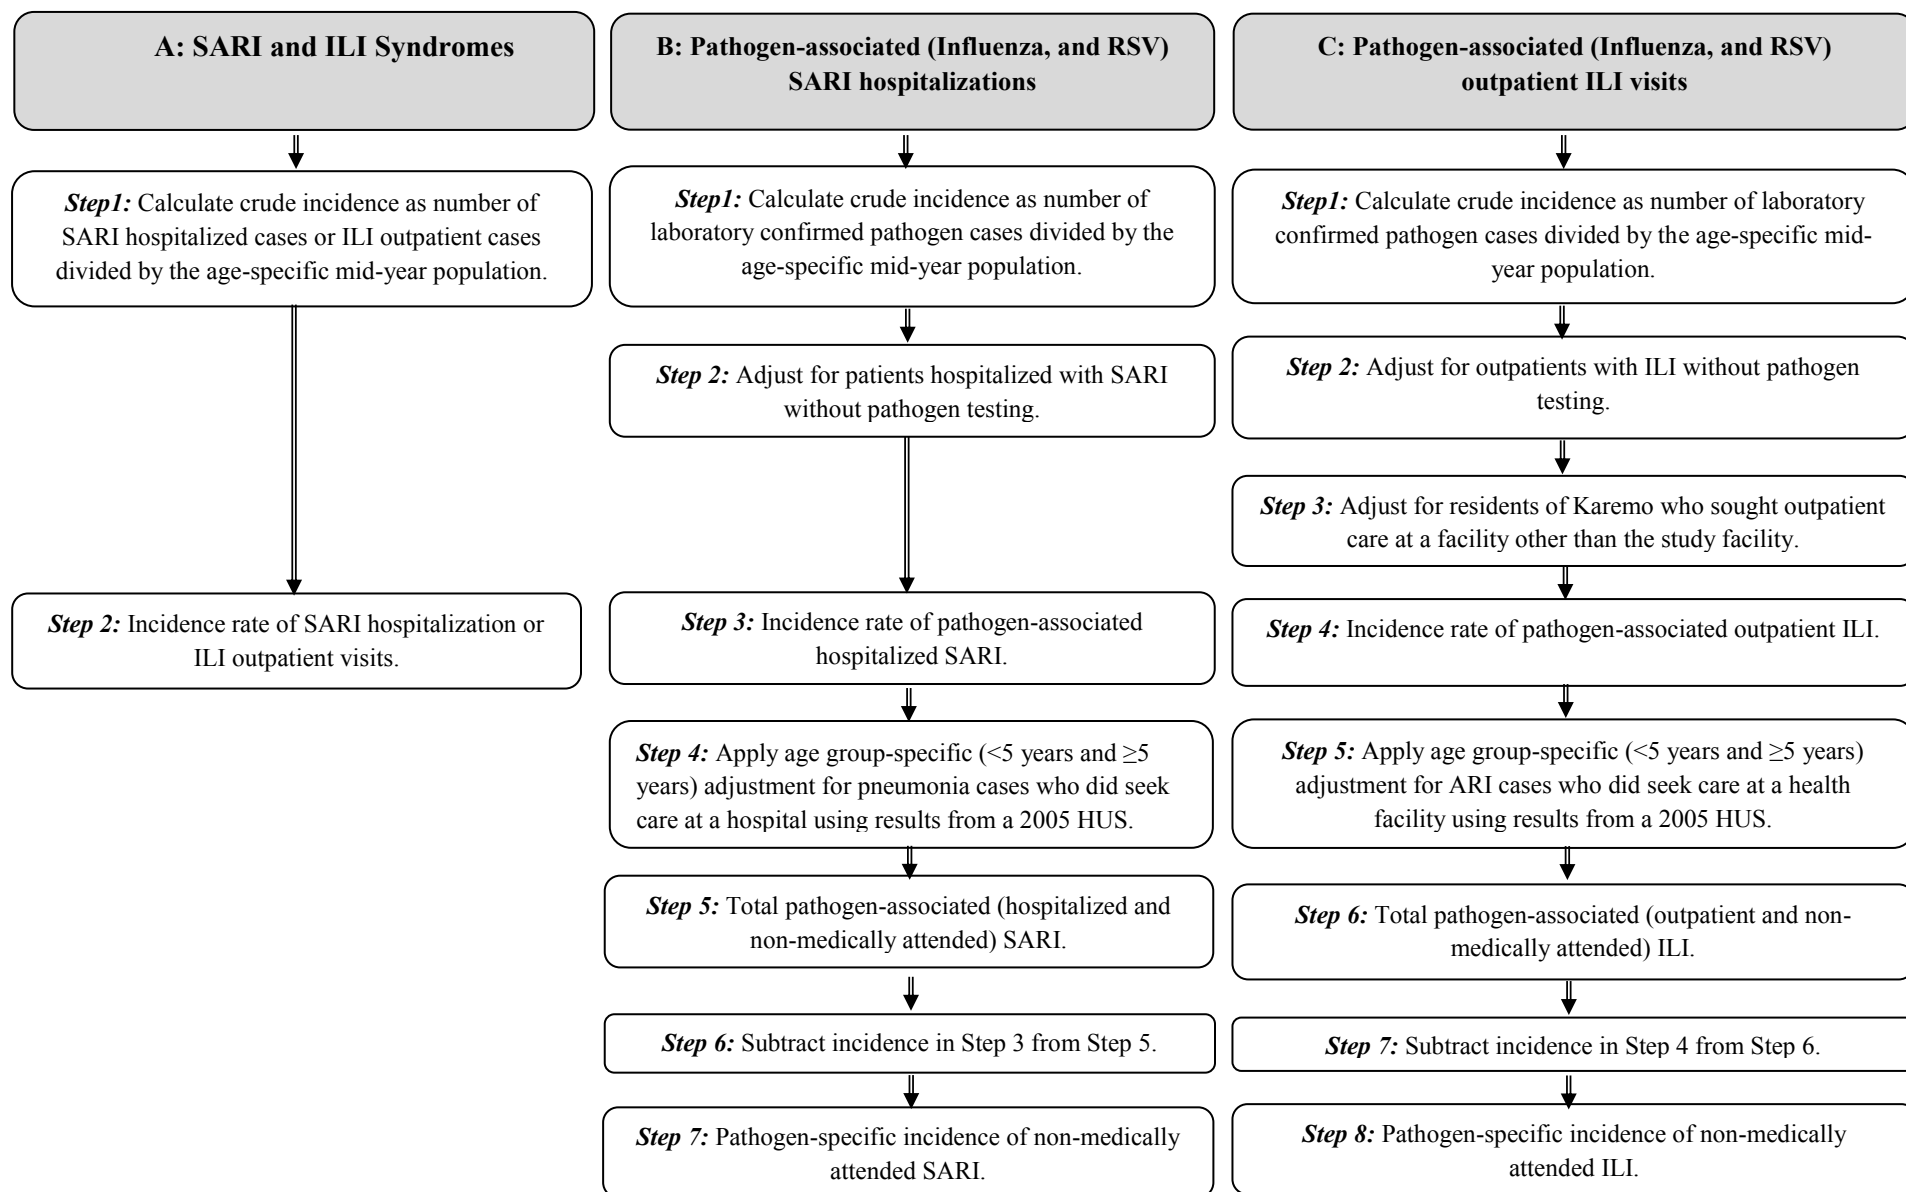 A: SARI and ILI Syndromes
Step1: Calculate crude incidence as number of
SARI hospitalized cases or ILI outpatient cases
divided by the age-specific mid-year population.
Step 2: Incidence rate of SARI hospitalization or
ILI outpatient visits.
B: Pathogen-associated (Influenza, and RSV)
SARI hospitalizations
Step1: Calculate crude incidence as number of
laboratory confirmed pathogen cases divided by the
age-specific mid-year population.
Step 2: Adjust for patients hospitalized with SARI
without pathogen testing.
Step 3: Incidence rate of pathogen-associated
hospitalized SARI.
Step 4: Apply age group-specific (<5 years and ≥5
years) adjustment for pneumonia cases who did seek
care at a hospital using results from a 2005 HUS.
Step 5: Total pathogen-associated (hospitalized and
non-medically attended) SARI.
Step 6: Subtract incidence in Step 3 from Step 5.
Step 7: Pathogen-specific incidence of non-medically
attended SARI.
C: Pathogen-associated (Influenza, and RSV)
outpatient ILI visits
Step1: Calculate crude incidence as number of laboratory
confirmed pathogen cases divided by the age-specific mid-
year population.
Step 2: Adjust for outpatients with ILI without pathogen
testing.
Step 3: Adjust for residents of Karemo who sought outpatient
care at a facility other than the study facility.
Step 4: Incidence rate of pathogen-associated outpatient ILI.
Step 5: Apply age group-specific (<5 years and ≥5 years)
adjustment for ARI cases who did seek care at a health
facility using results from a 2005 HUS.
Step 6: Total pathogen-associated (outpatient and non-
medically attended) ILI.
Step 7: Subtract incidence in Step 4 from Step 6.
Step 8: Pathogen-specific incidence of non-medically
attended ILI.